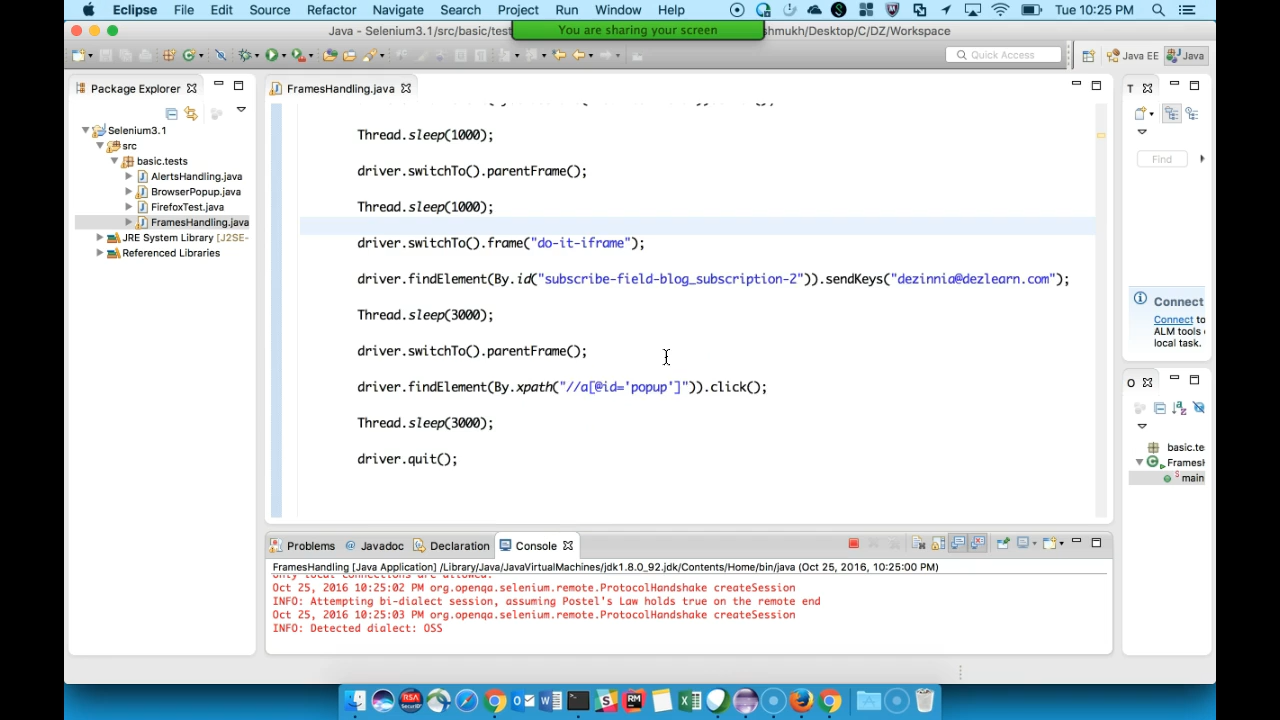 Eclipse File Edit Source Refactor Navigate Search Project Run Window Help Tue 10:25 PM
Java - Selenium3.1/src/basic/test You are sharing your screen shmukh/Desktop/C/DZ/Workspace
Quick Access Java EE Java
Package Explorer
FramesHandling.java
T
Selenium3.1
src
basic.tests
AlertsHandling.java
BrowserPopup.java
FirefoxTest.java
FramesHandling.java
JRE System Library [J2SE-
Referenced Libraries
Thread.sleep(1000);
driver.switchTo().parentFrame();
Thread.sleep(1000);
driver.switchTo().frame("do-it-iframe");
driver.findElement(By.id("subscribe-field-blog_subscription-2")).sendKeys("dezinnia@dezlearn.com");
Thread.sleep(3000);
driver.switchTo().parentFrame();
driver.findElement(By.xpath("//a[@id='popup']")).click();
Thread.sleep(3000);
driver.quit();
Find
Connect
Connect to
ALM tools
local task.
O
basic.te
FramesH
main
Problems Javadoc Declaration Console
FramesHandling [Java Application] /Library/Java/JavaVirtualMachines/jdk1.8.0_92.jdk/Contents/Home/bin/java (Oct 25, 2016, 10:25:00 PM)
Only local connections are allowed.
Oct 25, 2016 10:25:02 PM org.openqa.selenium.remote.ProtocolHandshake createSession
INFO: Attempting bi-dialect session, assuming Postel's Law holds true on the remote end
Oct 25, 2016 10:25:03 PM org.openqa.selenium.remote.ProtocolHandshake createSession
INFO: Detected dialect: OSS